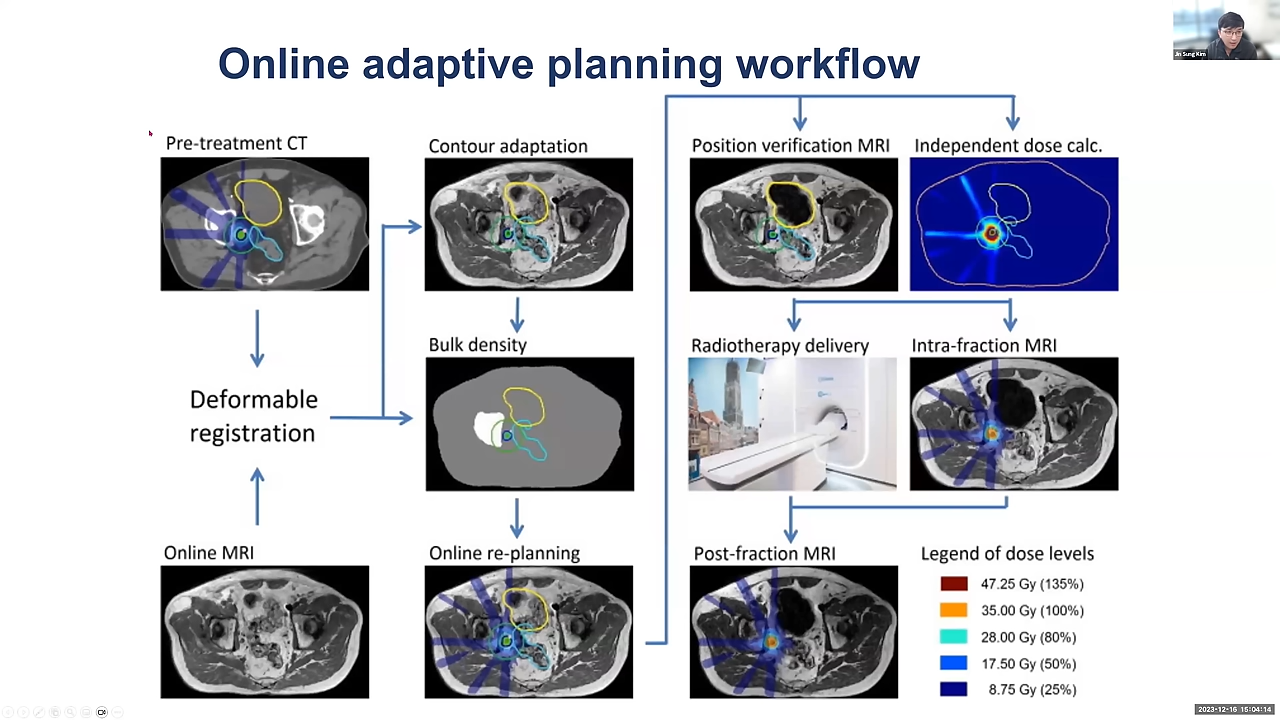 Online adaptive planning workflow
Jin Sung Kim
Pre-treatment CT
Contour adaptation
Position verification MRI
Independent dose calc.
Deformable
registration
Bulk density
Radiotherapy delivery
Intra-fraction MRI
Online MRI
Online re-planning
Post-fraction MRI
Legend of dose levels
47.25 Gy (135%)
35.00 Gy (100%)
28.00 Gy (80%)
17.50 Gy (50%)
8.75 Gy (25%)
2023-12-16 15:04:14